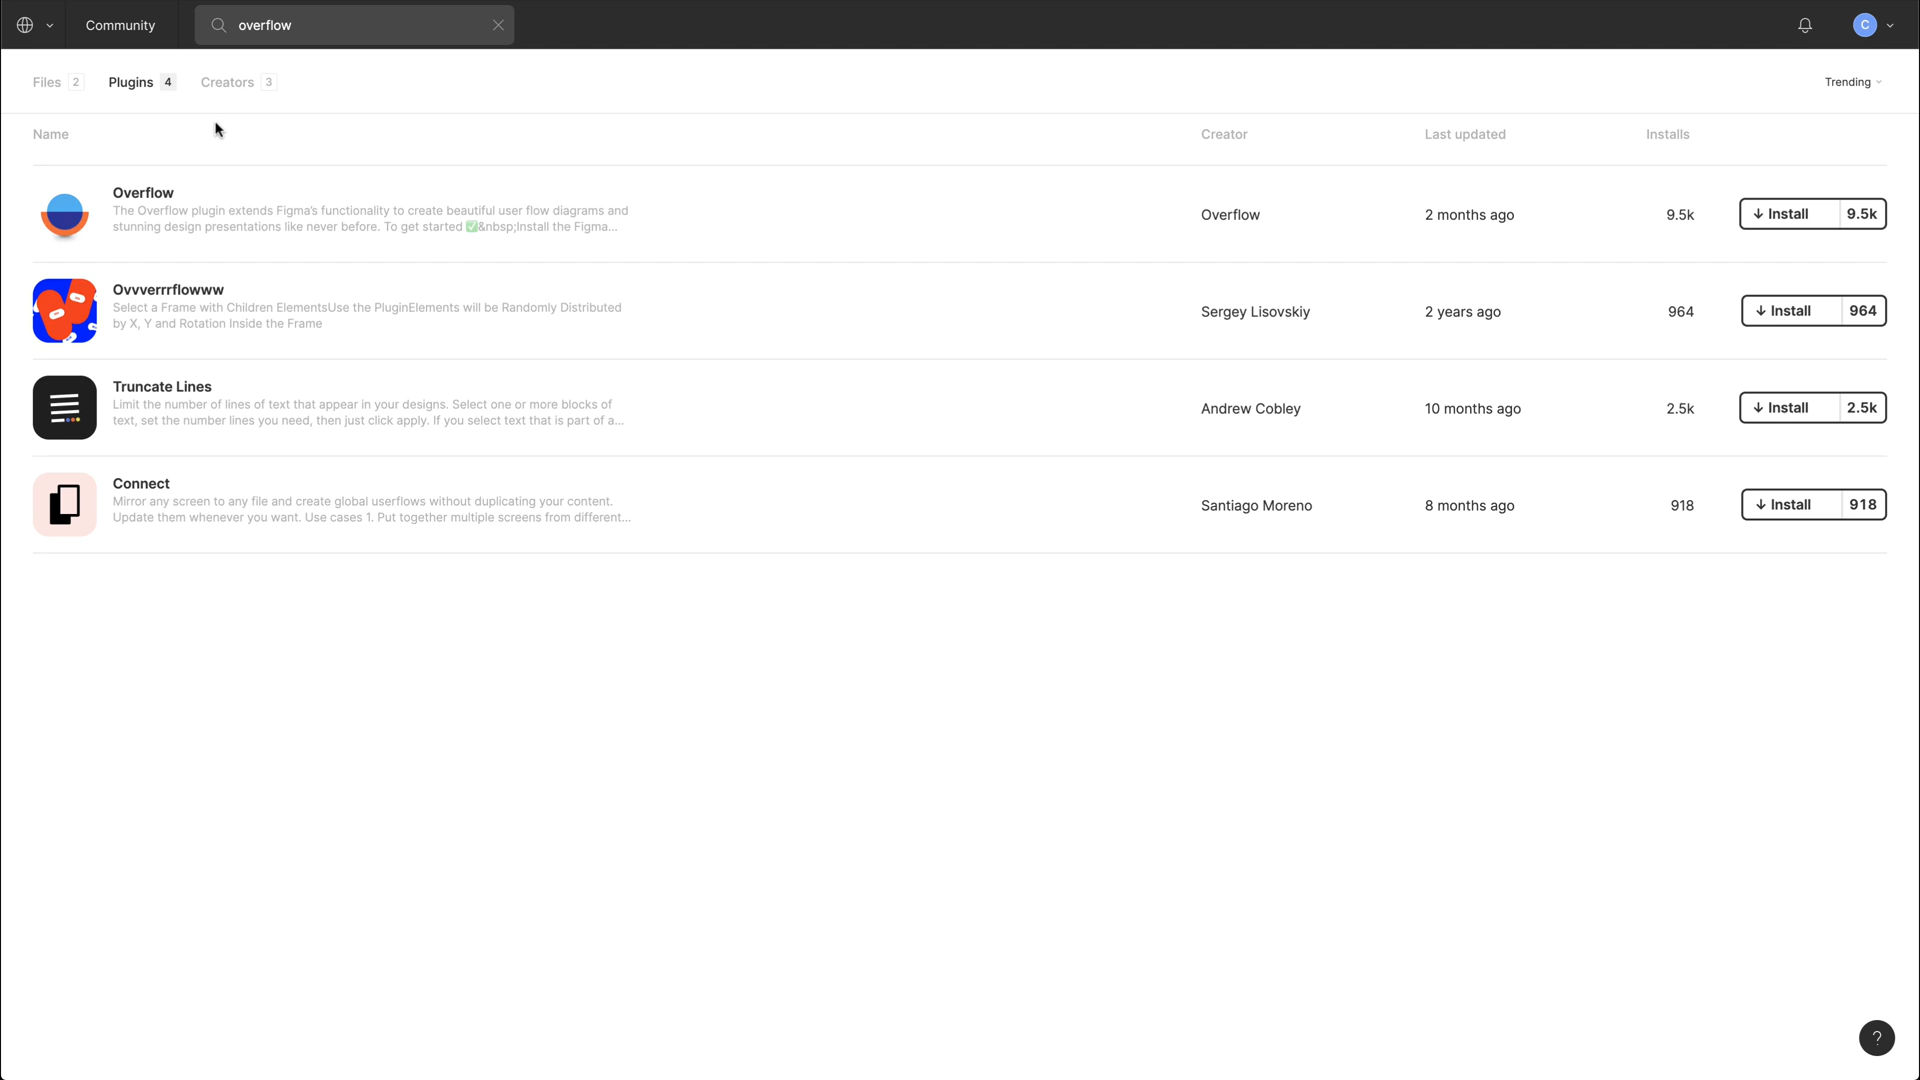 Community
overflow
C
Files 2
Plugins 4
Creators 3
Trending
Name
Creator
Last updated
Installs
Overflow
The Overflow plugin extends Figma's functionality to create beautiful user flow diagrams and
stunning design presentations like never before. To get started ✅&nbsp;Install the Figma...
Overflow
2 months ago
9.5k
↓ Install 9.5k
Ovvverrrflowww
Select a Frame with Children ElementsUse the PluginElements will be Randomly Distributed
by X, Y and Rotation Inside the Frame
Sergey Lisovskiy
2 years ago
964
↓ Install 964
Truncate Lines
Limit the number of lines of text that appear in your designs. Select one or more blocks of
text, set the number lines you need, then just click apply. If you select text that is part of a...
Andrew Cobley
10 months ago
2.5k
↓ Install 2.5k
Connect
Mirror any screen to any file and create global userflows without duplicating your content.
Update them whenever you want. Use cases 1. Put together multiple screens from different...
Santiago Moreno
8 months ago
918
↓ Install 918
?